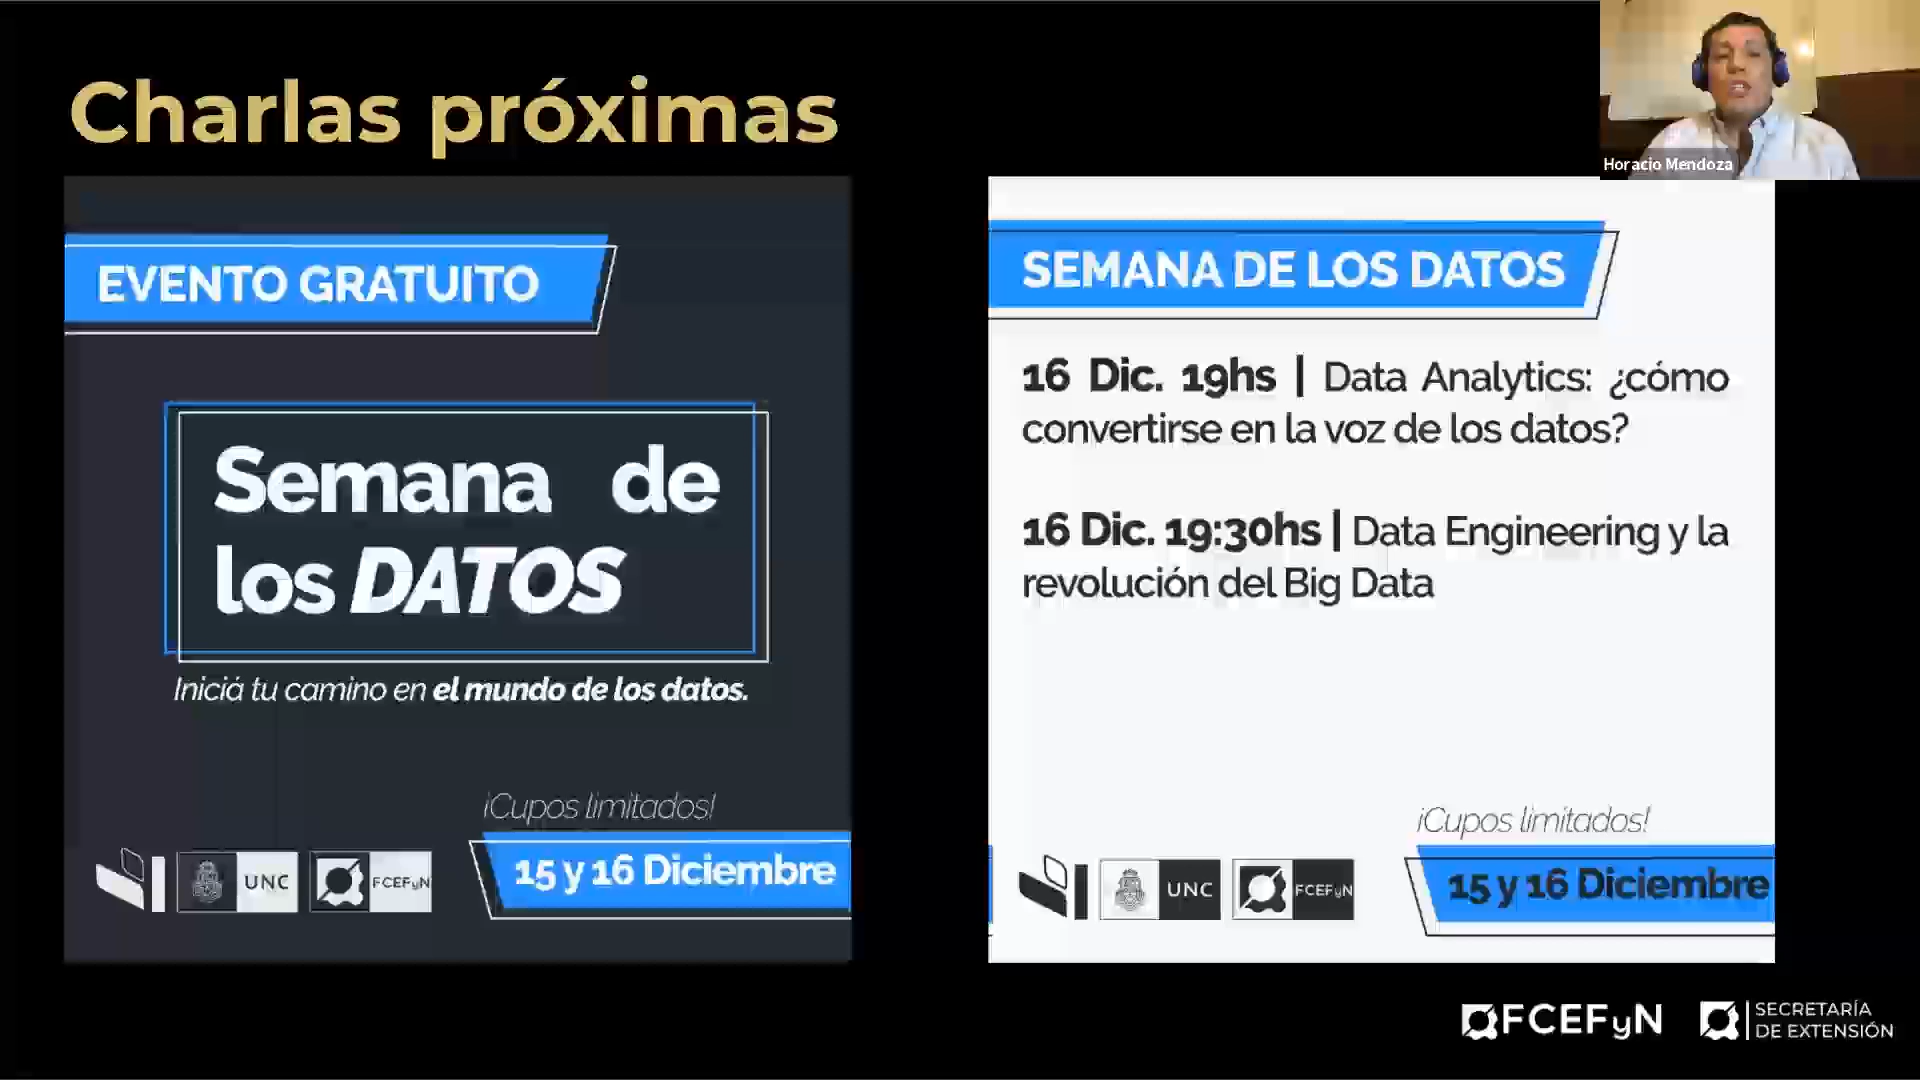 Charlas próximas
Horacio Mendoza
EVENTO GRATUITO
Semana de
los DATOS
Iniciá tu camino en el mundo de los datos.
¡Cupos limitados!
15 y 16 Diciembre
UNC
FCEFyN
SEMANA DE LOS DATOS
16 Dic. 19hs | Data Analytics: ¿cómo
convertirse en la voz de los datos?
16 Dic. 19:30hs | Data Engineering y la
revolución del Big Data
¡Cupos limitados!
15 y 16 Diciembre
UNC
FCEFyN
FCEFyN
SECRETARÍA
DE EXTENSIÓN